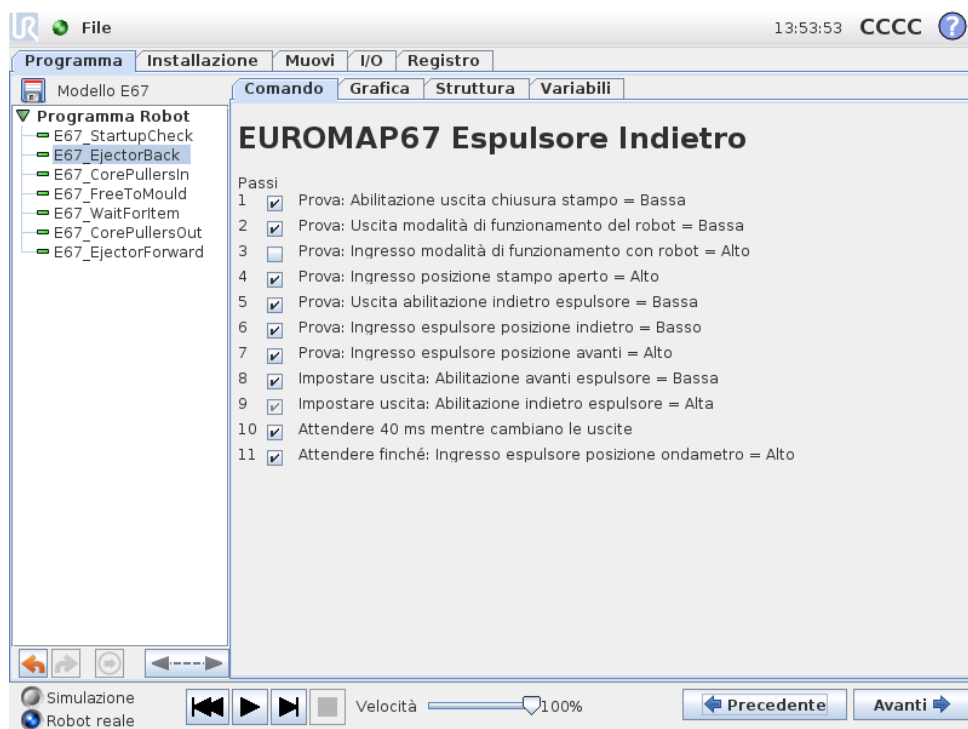 UR File 13:53:53 CCCC ?
Programma Installazione Muovi I/O Registro
Modello E67
Comando Grafica Struttura Variabili
Programma Robot
E67_StartupCheck
E67_EjectorBack
E67_CorePullersIn
E67_FreeToMould
E67_WaitForItem
E67_CorePullersOut
E67_EjectorForward
EUROMAP67 Espulsore Indietro
Passi
1 Prova: Abilitazione uscita chiusura stampo = Bassa
2 Prova: Uscita modalità di funzionamento del robot = Bassa
3 Prova: Ingresso modalità di funzionamento con robot = Alto
4 Prova: Ingresso posizione stampo aperto = Alto
5 Prova: Uscita abilitazione indietro espulsore = Bassa
6 Prova: Ingresso espulsore posizione indietro = Basso
7 Prova: Ingresso espulsore posizione avanti = Alto
8 Impostare uscita: Abilitazione avanti espulsore = Bassa
9 Impostare uscita: Abilitazione indietro espulsore = Alta
10 Attendere 40 ms mentre cambiano le uscite
11 Attendere finché: Ingresso espulsore posizione ondametro = Alto
Simulazione
Robot reale
Velocità 100%
Precedente Avanti